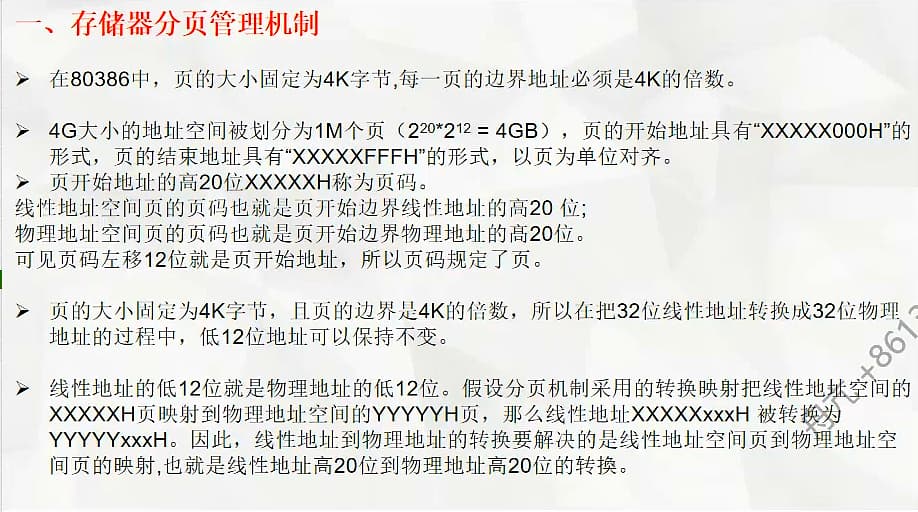 一、存储器分页管理机制
➢ 在80386中，页的大小固定为4K字节,每一页的边界地址必须是4K的倍数。
➢ 4G大小的地址空间被划分为1M个页（2²⁰*2¹² = 4GB），页的开始地址具有“XXXXX000H”的
形式，页的结束地址具有“XXXXXFFFH”的形式，以页为单位对齐。
➢ 页开始地址的高20位XXXXXH称为页码。
线性地址空间页的页码也就是页开始边界线性地址的高20 位;
物理地址空间页的页码也就是页开始边界物理地址的高20位。
可见页码左移12位就是页开始地址，所以页码规定了页。
➢ 页的大小固定为4K字节，且页的边界是4K的倍数，所以在把32位线性地址转换成32位物理
地址的过程中，低12位地址可以保持不变。
➢ 线性地址的低12位就是物理地址的低12位。假设分页机制采用的转换映射把线性地址空间的
XXXXXH页映射到物理地址空间的YYYYYH页，那么线性地址XXXXXxxxH 被转换为
YYYYYxxxH。因此，线性地址到物理地址的转换要解决的是线性地址空间页到物理地址空
间页的映射,也就是线性地址高20位到物理地址高20位的转换。
+8613